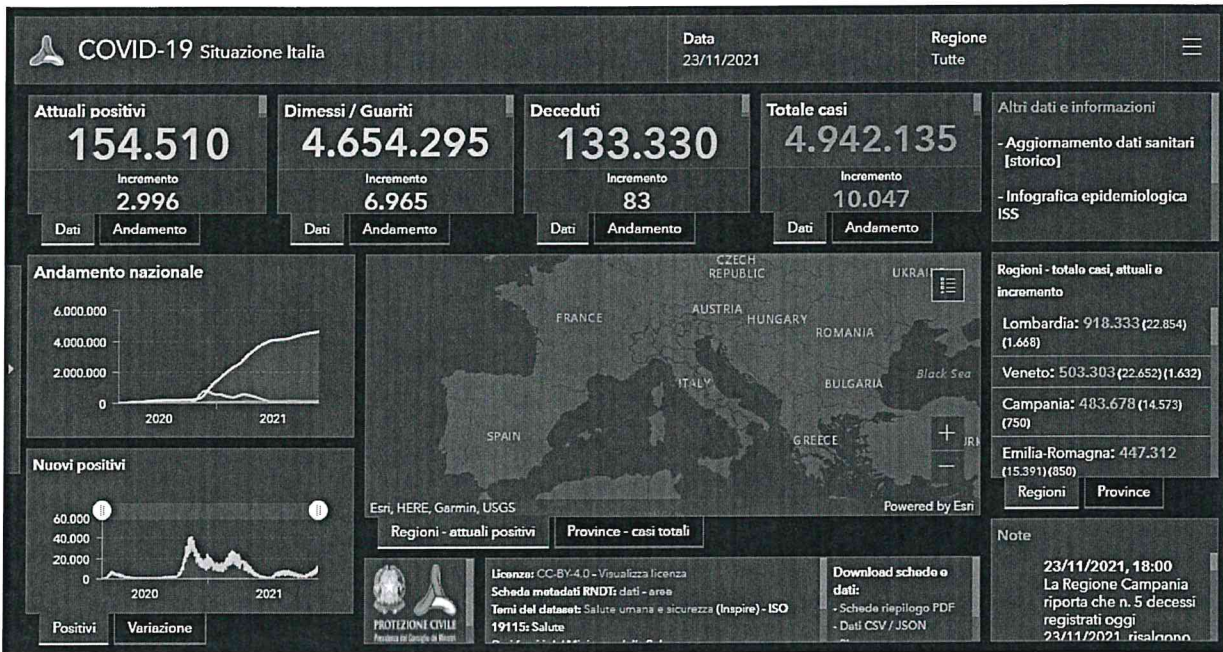 COVID-19 Situazione Italia
Data
23/11/2021
Regione
Tutte
Attuali positivi
154.510
Incremento
2.996
Dati
Andamento
Dimessi / Guariti
4.654.295
Incremento
6.965
Dati
Andamento
Deceduti
133.330
Incremento
83
Dati
Andamento
Totale casi
4.942.135
Incremento
10.047
Dati
Andamento
Altri dati e informazioni
- Aggiornamento dati sanitari
[storico]
- Infografica epidemiologica
ISS
Andamento nazionale
6.000.000
4.000.000
2.000.000
0
2020
2021
CZECH
REPUBLIC
UKRAI
FRANCE
AUSTRIA
HUNGARY
ROMANIA
ITALY
BULGARIA
Black Sea
SPAIN
GREECE
Esri, HERE, Garmin, USGS
Powered by Esri
Regioni - attuali positivi
Province - casi totali
Regioni - totale casi, attuali e
incremento
Lombardia: 918.333 (22.854)
(1.668)
Veneto: 503.303 (22.652) (1.632)
Campania: 483.678 (14.573)
(750)
Emilia-Romagna: 447.312
(15.391) (850)
Regioni
Province
Nuovi positivi
60.000
40.000
20.000
0
2020
2021
Positivi
Variazione
PROTEZIONE CIVILE
Presidenza del Consiglio dei Ministri
Licenza: CC-BY-4.0 - Visualizza licenza
Scheda metadati RNDT: dati - aree
Temi del dataset: Salute umana e sicurezza (Inspire) - ISO
19115: Salute
Download schede e
dati:
- Schede riepilogo PDF
- Dati CSV / JSON
Note
23/11/2021, 18:00
La Regione Campania
riporta che n. 5 decessi
registrati oggi
23/11/2021, risalgono